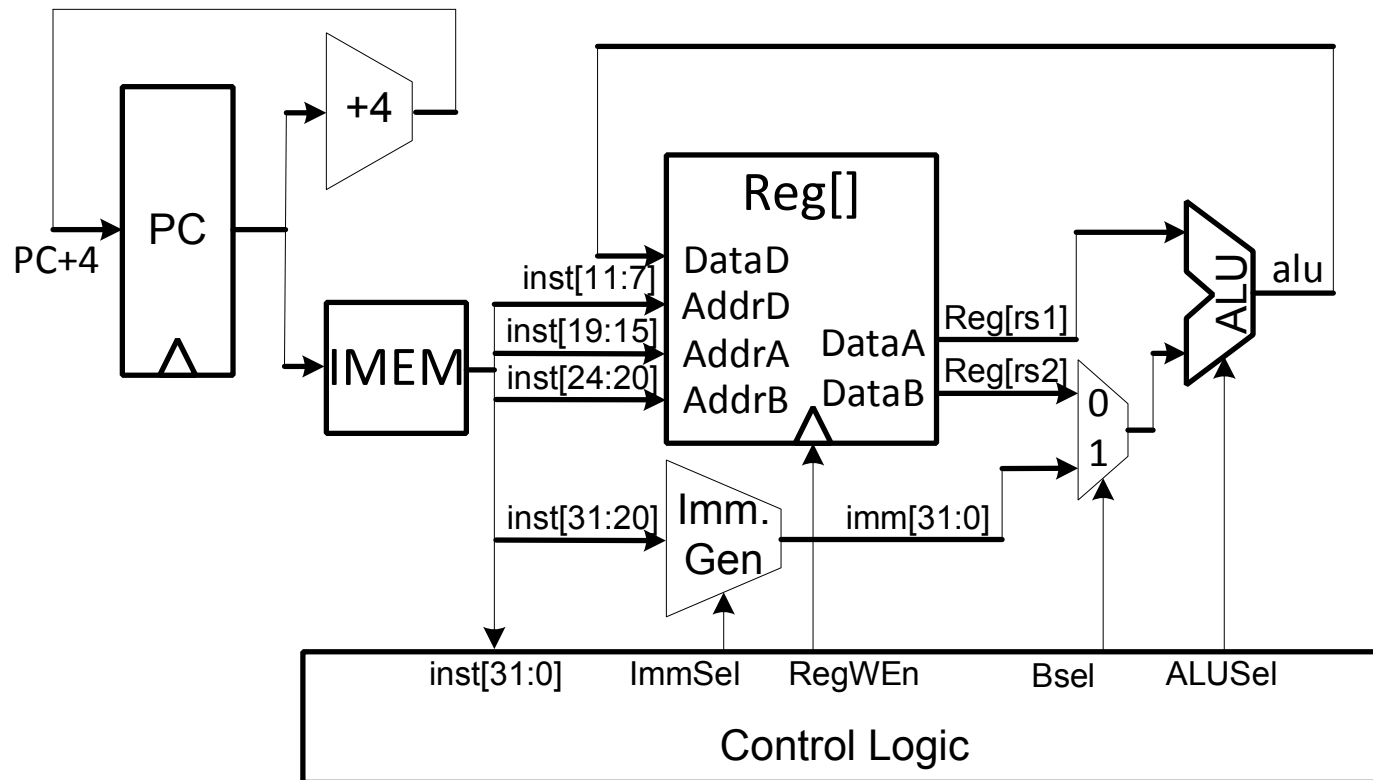 +4
PC
PC+4
IMEM
Reg[]
DataD
AddrD
AddrA
AddrB
DataA
DataB
inst[11:7]
inst[19:15]
inst[24:20]
Reg[rs1]
Reg[rs2]
ALU
alu
0
1
inst[31:20]
Imm.
Gen
imm[31:0]
inst[31:0]
ImmSel
RegWEn
Bsel
ALUSel
Control Logic